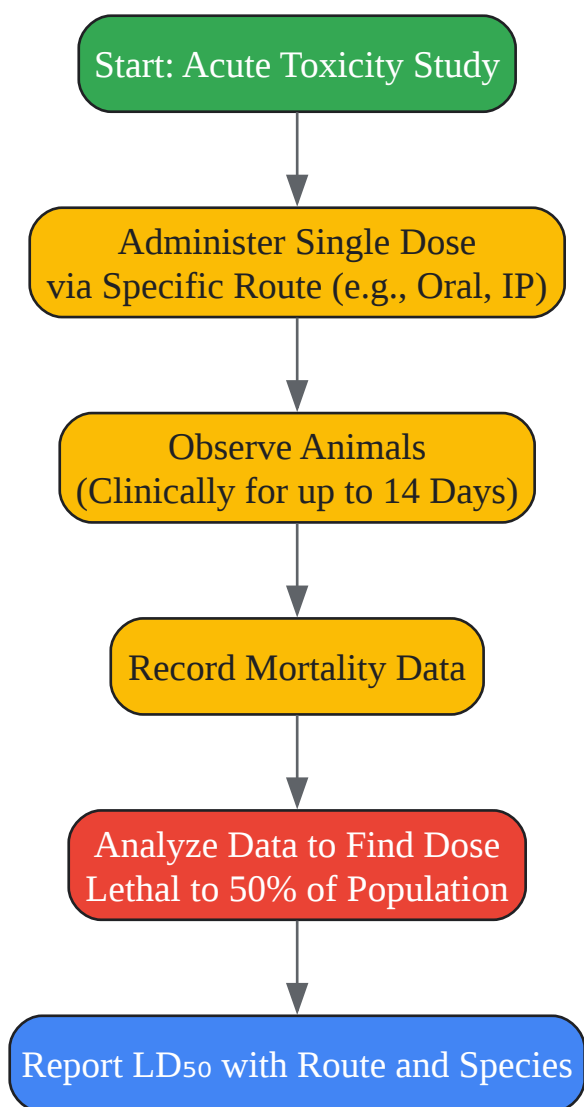 Start: Acute Toxicity Study
Administer Single Dose
via Specific Route (e.g., Oral, IP)
Observe Animals
(Clinically for up to 14 Days)
Record Mortality Data
Analyze Data to Find Dose
Lethal to 50% of Population
Report LD₅₀ with Route and Species